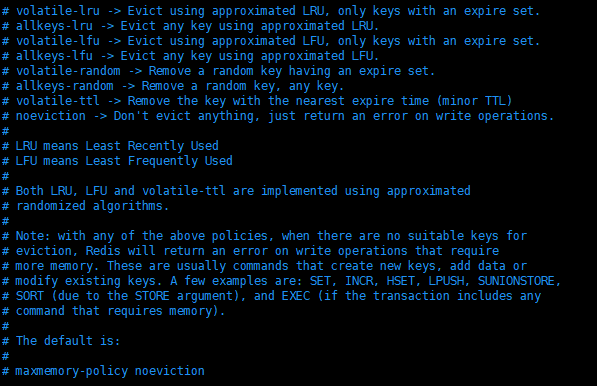 # volatile-lru -> Evict using approximated LRU, only keys with an expire set.
# allkeys-lru -> Evict any key using approximated LRU.
# volatile-lfu -> Evict using approximated LFU, only keys with an expire set.
# allkeys-lfu -> Evict any key using approximated LFU.
# volatile-random -> Remove a random key having an expire set.
# allkeys-random -> Remove a random key, any key.
# volatile-ttl -> Remove the key with the nearest expire time (minor TTL)
# noeviction -> Don't evict anything, just return an error on write operations.
#
# LRU means Least Recently Used
# LFU means Least Frequently Used
#
# Both LRU, LFU and volatile-ttl are implemented using approximated
# randomized algorithms.
#
# Note: with any of the above policies, when there are no suitable keys for
# eviction, Redis will return an error on write operations that require
# more memory. These are usually commands that create new keys, add data or
# modify existing keys. A few examples are: SET, INCR, HSET, LPUSH, SUNIONSTORE,
# SORT (due to the STORE argument), and EXEC (if the transaction includes any
# command that requires memory).
#
# The default is:
#
# maxmemory-policy noeviction